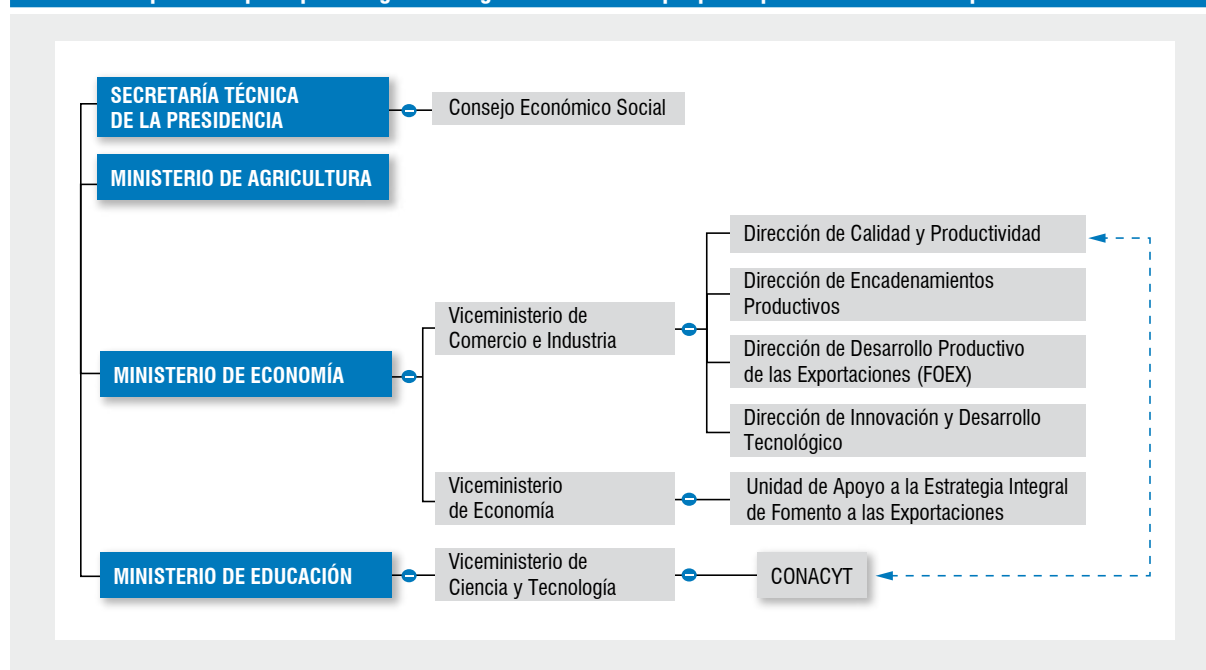 SECRETARÍA TÉCNICA
DE LA PRESIDENCIA
Consejo Económico Social
MINISTERIO DE AGRICULTURA
MINISTERIO DE ECONOMÍA
Viceministerio de
Comercio e Industria
Dirección de Calidad y Productividad
Dirección de Encadenamientos
Productivos
Dirección de Desarrollo Productivo
de las Exportaciones (FOEX)
Dirección de Innovación y Desarrollo
Tecnológico
Viceministerio
de Economía
Unidad de Apoyo a la Estrategia Integral
de Fomento a las Exportaciones
MINISTERIO DE EDUCACIÓN
Viceministerio de
Ciencia y Tecnología
CONACYT